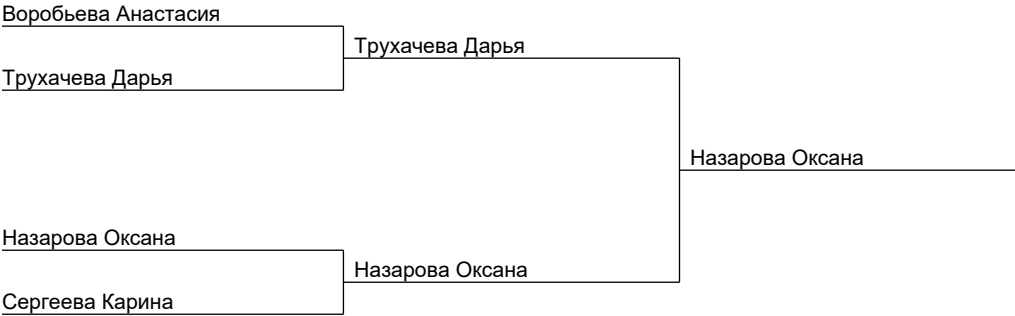 Воробьева Анастасия
Трухачева Дарья
Трухачева Дарья
Назарова Оксана
Назарова Оксана
Назарова Оксана
Сергеева Карина